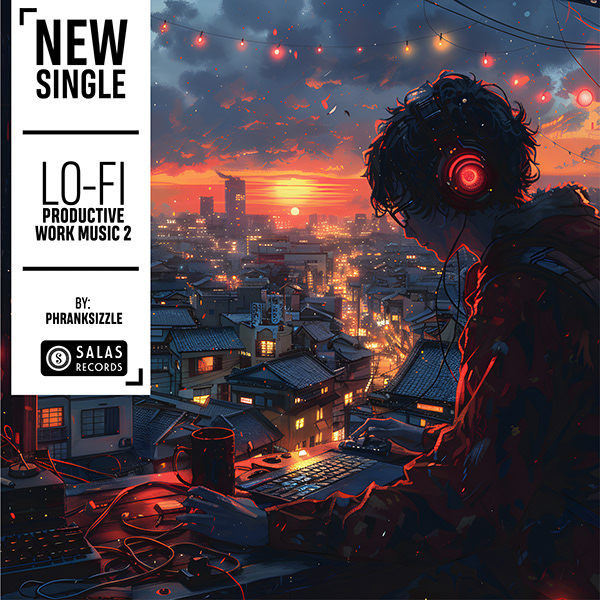 NEW
SINGLE
LO-FI
PRODUCTIVE
WORK MUSIC 2
BY:
PHRANKSIZZLE
S
SALAS
RECORDS